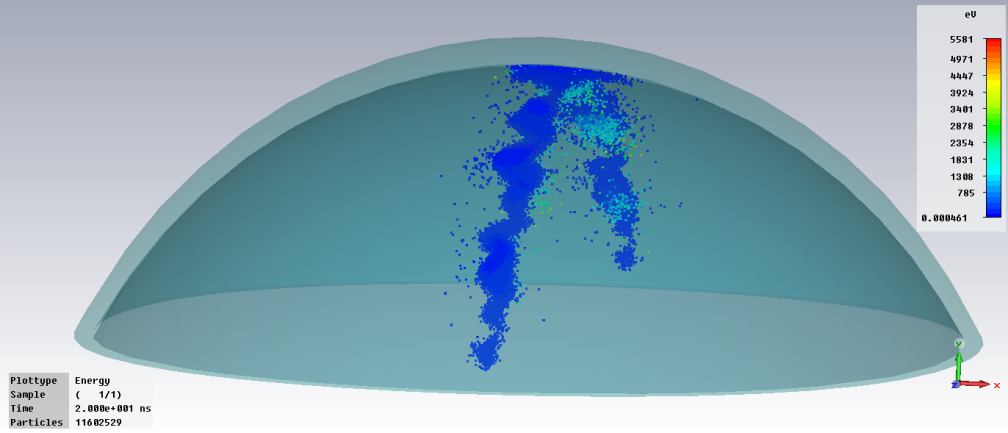 eV
5581
4971
4447
3924
3401
2878
2354
1831
1308
785
0.000461
y
z
x
Plottype Energy
Sample ( 1/1)
Time 2.000e+001 ns
Particles 11602529